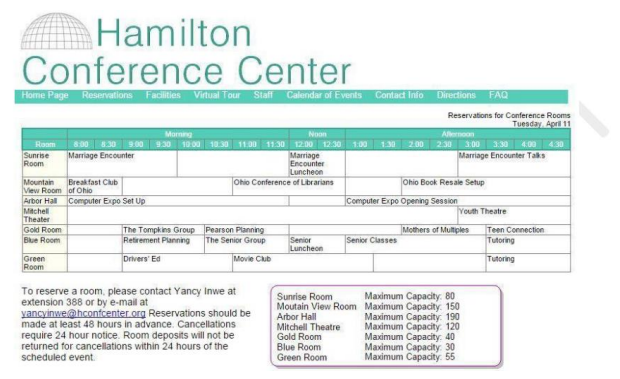 Hamilton
Conference Center
Home Page Reservations Facilities Virtual Tour Staff Calendar of Events Contact Info Directions FAQ
Reservations for Conference Rooms
Tuesday, April 11
Morning Noon Afternoon
Room 8:00 8:30 9:00 9:30 10:00 10:30 11:00 11:30 12:00 12:30 1:00 1:30 2:00 2:30 3:00 3:30 4:00 4:30
Sunrise Marriage Encounter Marriage Marriage Encounter Talks
Room Encounter
Luncheon
Mountain Breakfast Club Ohio Conference of Librarians Ohio Book Resale Setup
View Room of Ohio
Arbor Hall Computer Expo Set Up Computer Expo Opening Session
Mitchell Youth Theatre
Theater
Gold Room The Tompkins Group Pearson Planning Mothers of Multiples Teen Connection
Blue Room Retirement Planning The Senior Group Senior Senior Classes Tutoring
Luncheon
Green Drivers' Ed Movie Club Tutoring
Room
To reserve a room, please contact Yancy Inwe at
extension 388 or by e-mail at
yancyinwe@hconfcenter.org Reservations should be
made at least 48 hours in advance. Cancellations
require 24 hour notice. Room deposits will not be
returned for cancellations within 24 hours of the
scheduled event.
Sunrise Room Maximum Capacity: 80
Moutain View Room Maximum Capacity: 150
Arbor Hall Maximum Capacity: 190
Mitchell Theatre Maximum Capacity: 120
Gold Room Maximum Capacity: 40
Blue Room Maximum Capacity: 30
Green Room Maximum Capacity: 55